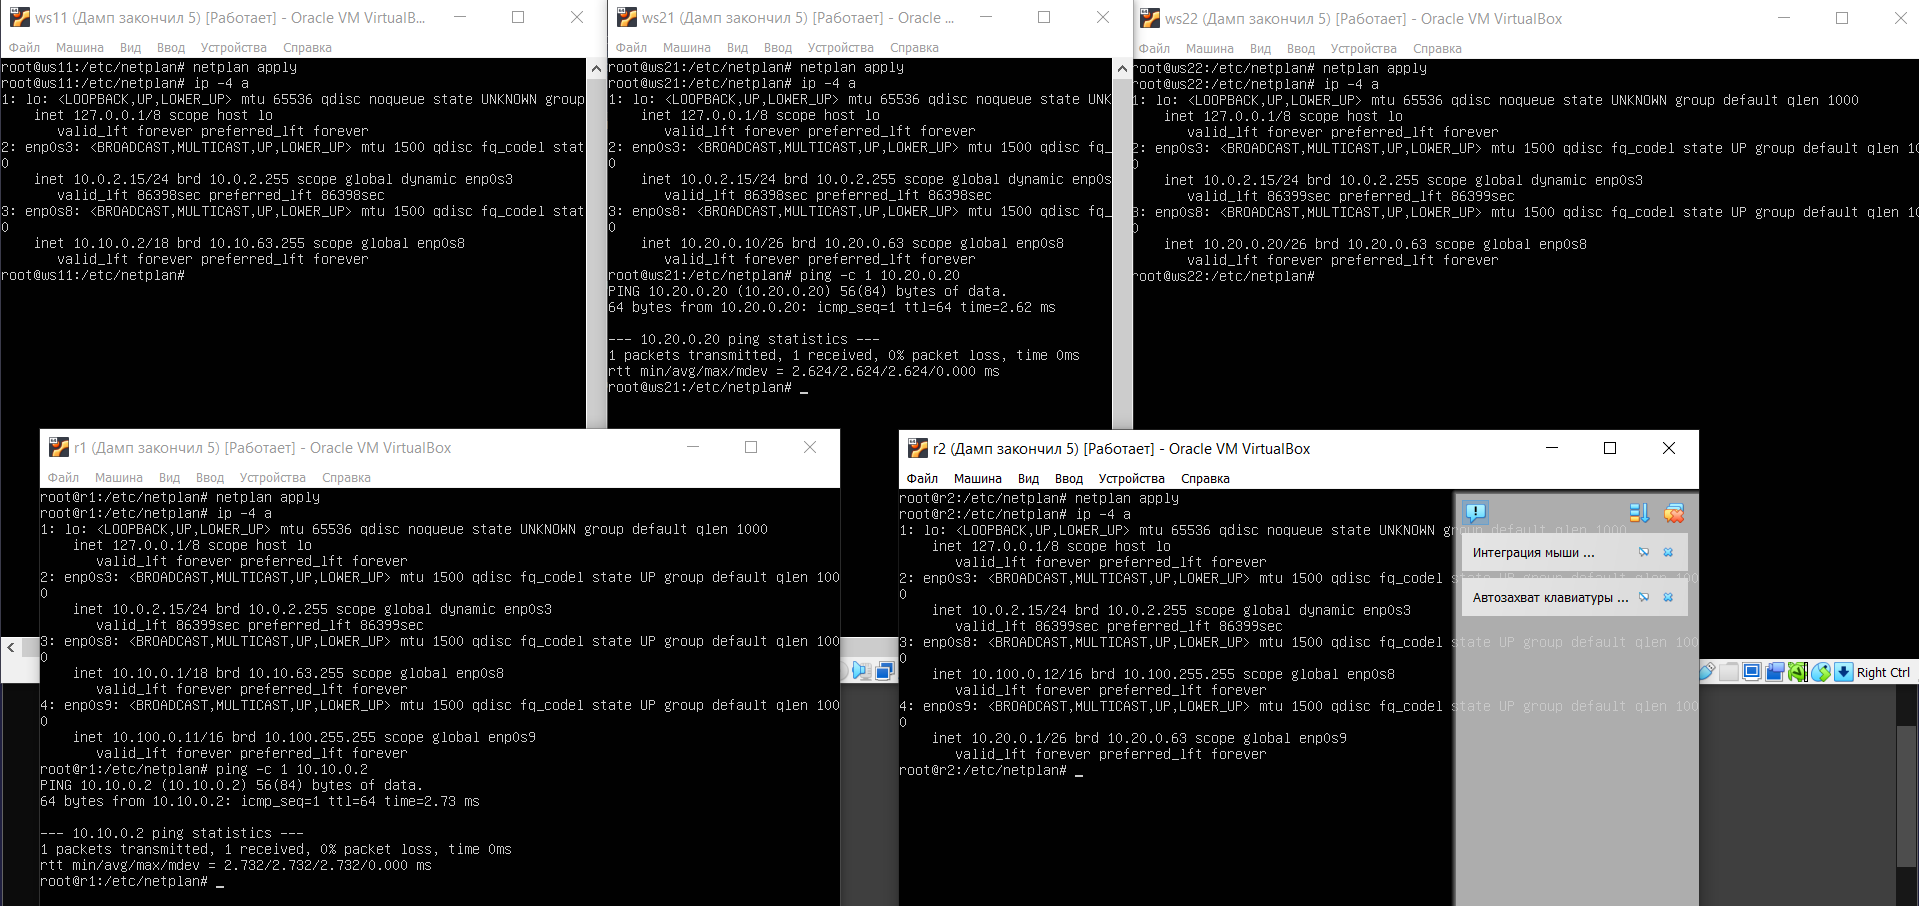 ws11 (Дамп закончил 5) [Работает] - Oracle VM VirtualB...
Файл Машина Вид Ввод Устройства Справка
root@ws11:/etc/netplan# netplan apply
root@ws11:/etc/netplan# ip -4 a
1: lo: <LOOPBACK,UP,LOWER_UP> mtu 65536 qdisc noqueue state UNKNOWN group
inet 127.0.0.1/8 scope host lo
valid_lft forever preferred_lft forever
2: enp0s3: <BROADCAST,MULTICAST,UP,LOWER_UP> mtu 1500 qdisc fq_codel stat
0
inet 10.0.2.15/24 brd 10.0.2.255 scope global dynamic enp0s3
valid_lft 86398sec preferred_lft 86398sec
3: enp0s8: <BROADCAST,MULTICAST,UP,LOWER_UP> mtu 1500 qdisc fq_codel stat
0
inet 10.10.0.2/18 brd 10.10.63.255 scope global enp0s8
valid_lft forever preferred_lft forever
root@ws11:/etc/netplan#
ws21 (Дамп закончил 5) [Работает] - Oracle ...
Файл Машина Вид Ввод Устройства Справка
root@ws21:/etc/netplan# netplan apply
root@ws21:/etc/netplan# ip -4 a
1: lo: <LOOPBACK,UP,LOWER_UP> mtu 65536 qdisc noqueue state UNK
inet 127.0.0.1/8 scope host lo
valid_lft forever preferred_lft forever
2: enp0s3: <BROADCAST,MULTICAST,UP,LOWER_UP> mtu 1500 qdisc fq_
0
inet 10.0.2.15/24 brd 10.0.2.255 scope global dynamic enp0s
valid_lft 86398sec preferred_lft 86398sec
3: enp0s8: <BROADCAST,MULTICAST,UP,LOWER_UP> mtu 1500 qdisc fq_
0
inet 10.20.0.10/26 brd 10.20.0.63 scope global enp0s8
valid_lft forever preferred_lft forever
root@ws21:/etc/netplan# ping -c 1 10.20.0.20
PING 10.20.0.20 (10.20.0.20) 56(84) bytes of data.
64 bytes from 10.20.0.20: icmp_seq=1 ttl=64 time=2.62 ms
--- 10.20.0.20 ping statistics ---
1 packets transmitted, 1 received, 0% packet loss, time 0ms
rtt min/avg/max/mdev = 2.624/2.624/2.624/0.000 ms
root@ws21:/etc/netplan# _
ws22 (Дамп закончил 5) [Работает] - Oracle VM VirtualBox
Файл Машина Вид Ввод Устройства Справка
root@ws22:/etc/netplan# netplan apply
root@ws22:/etc/netplan# ip -4 a
1: lo: <LOOPBACK,UP,LOWER_UP> mtu 65536 qdisc noqueue state UNKNOWN group default qlen 1000
inet 127.0.0.1/8 scope host lo
valid_lft forever preferred_lft forever
2: enp0s3: <BROADCAST,MULTICAST,UP,LOWER_UP> mtu 1500 qdisc fq_codel state UP group default qlen 10
0
inet 10.0.2.15/24 brd 10.0.2.255 scope global dynamic enp0s3
valid_lft 86399sec preferred_lft 86399sec
3: enp0s8: <BROADCAST,MULTICAST,UP,LOWER_UP> mtu 1500 qdisc fq_codel state UP group default qlen 10
0
inet 10.20.0.20/26 brd 10.20.0.63 scope global enp0s8
valid_lft forever preferred_lft forever
root@ws22:/etc/netplan#
r1 (Дамп закончил 5) [Работает] - Oracle VM VirtualBox
Файл Машина Вид Ввод Устройства Справка
root@r1:/etc/netplan# netplan apply
root@r1:/etc/netplan# ip -4 a
1: lo: <LOOPBACK,UP,LOWER_UP> mtu 65536 qdisc noqueue state UNKNOWN group default qlen 1000
inet 127.0.0.1/8 scope host lo
valid_lft forever preferred_lft forever
2: enp0s3: <BROADCAST,MULTICAST,UP,LOWER_UP> mtu 1500 qdisc fq_codel state UP group default qlen 100
0
inet 10.0.2.15/24 brd 10.0.2.255 scope global dynamic enp0s3
valid_lft 86399sec preferred_lft 86399sec
3: enp0s8: <BROADCAST,MULTICAST,UP,LOWER_UP> mtu 1500 qdisc fq_codel state UP group default qlen 100
0
inet 10.10.0.1/18 brd 10.10.63.255 scope global enp0s8
valid_lft forever preferred_lft forever
4: enp0s9: <BROADCAST,MULTICAST,UP,LOWER_UP> mtu 1500 qdisc fq_codel state UP group default qlen 100
0
inet 10.100.0.11/16 brd 10.100.255.255 scope global enp0s9
valid_lft forever preferred_lft forever
root@r1:/etc/netplan# ping -c 1 10.10.0.2
PING 10.10.0.2 (10.10.0.2) 56(84) bytes of data.
64 bytes from 10.10.0.2: icmp_seq=1 ttl=64 time=2.73 ms
--- 10.10.0.2 ping statistics ---
1 packets transmitted, 1 received, 0% packet loss, time 0ms
rtt min/avg/max/mdev = 2.732/2.732/2.732/0.000 ms
root@r1:/etc/netplan# _
r2 (Дамп закончил 5) [Работает] - Oracle VM VirtualBox
Файл Машина Вид Ввод Устройства Справка
root@r2:/etc/netplan# netplan apply
root@r2:/etc/netplan# ip -4 a
1: lo: <LOOPBACK,UP,LOWER_UP> mtu 65536 qdisc noqueue state UNKNOWN group default qlen 1000
inet 127.0.0.1/8 scope host lo
valid_lft forever preferred_lft forever
2: enp0s3: <BROADCAST,MULTICAST,UP,LOWER_UP> mtu 1500 qdisc fq_codel state UP group default qlen 100
0
inet 10.0.2.15/24 brd 10.0.2.255 scope global dynamic enp0s3
valid_lft 86399sec preferred_lft 86399sec
3: enp0s8: <BROADCAST,MULTICAST,UP,LOWER_UP> mtu 1500 qdisc fq_codel state UP group default qlen 100
0
inet 10.100.0.12/16 brd 10.100.255.255 scope global enp0s8
valid_lft forever preferred_lft forever
4: enp0s9: <BROADCAST,MULTICAST,UP,LOWER_UP> mtu 1500 qdisc fq_codel state UP group default qlen 100
0
inet 10.20.0.1/26 brd 10.20.0.63 scope global enp0s9
valid_lft forever preferred_lft forever
root@r2:/etc/netplan# _
Интеграция мыши ...
Автозахват клавиатуры ...
Right Ctrl